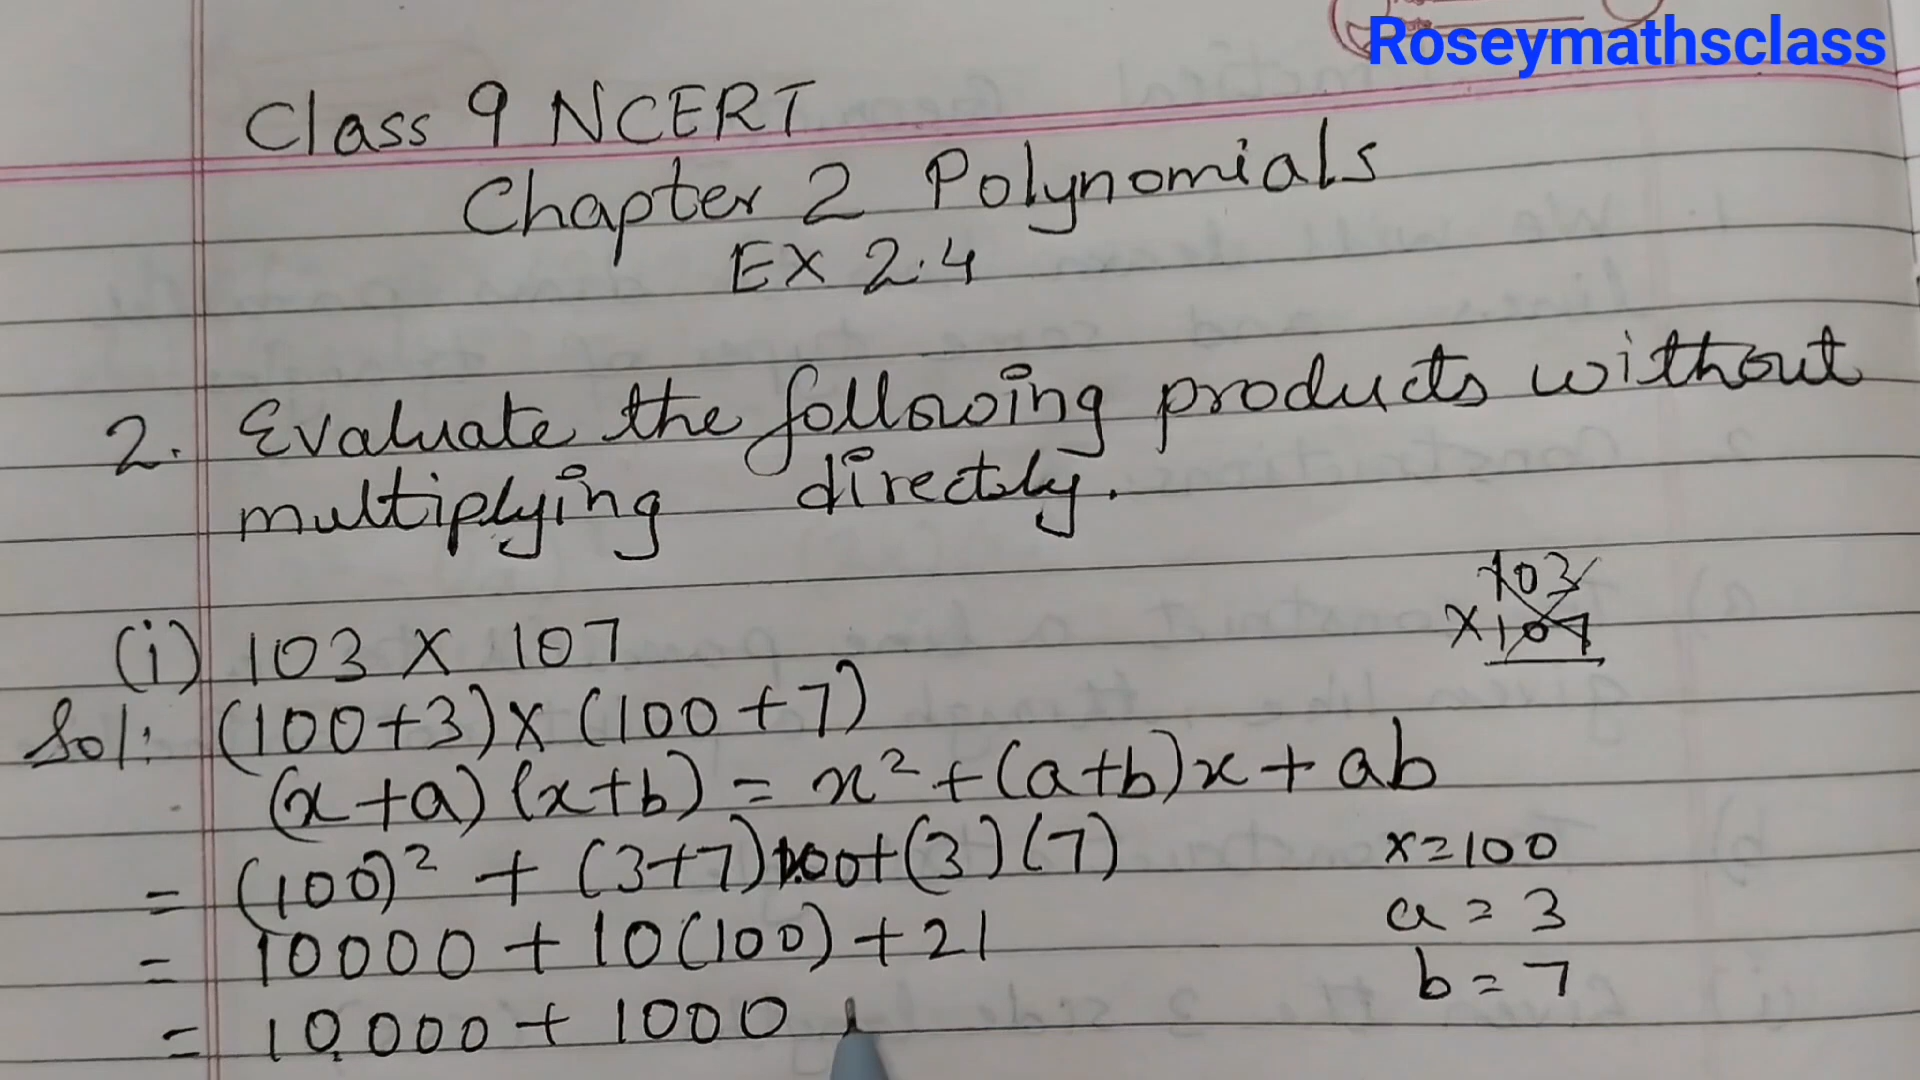 Roseymathsclass
Class 9 NCERT
Chapter 2 Polynomials
EX 2.4
2. Evaluate the following products without
multiplying directly.
103
×107
(i) 103 × 107
Sol: (100+3)×(100+7)
(x+a)(x+b) = x²+(a+b)x+ab
= (100)² + (3+7)100+(3)(7)
x=100
= 10000 + 10(100) + 21
a = 3
b = 7
= 10,000 + 1000